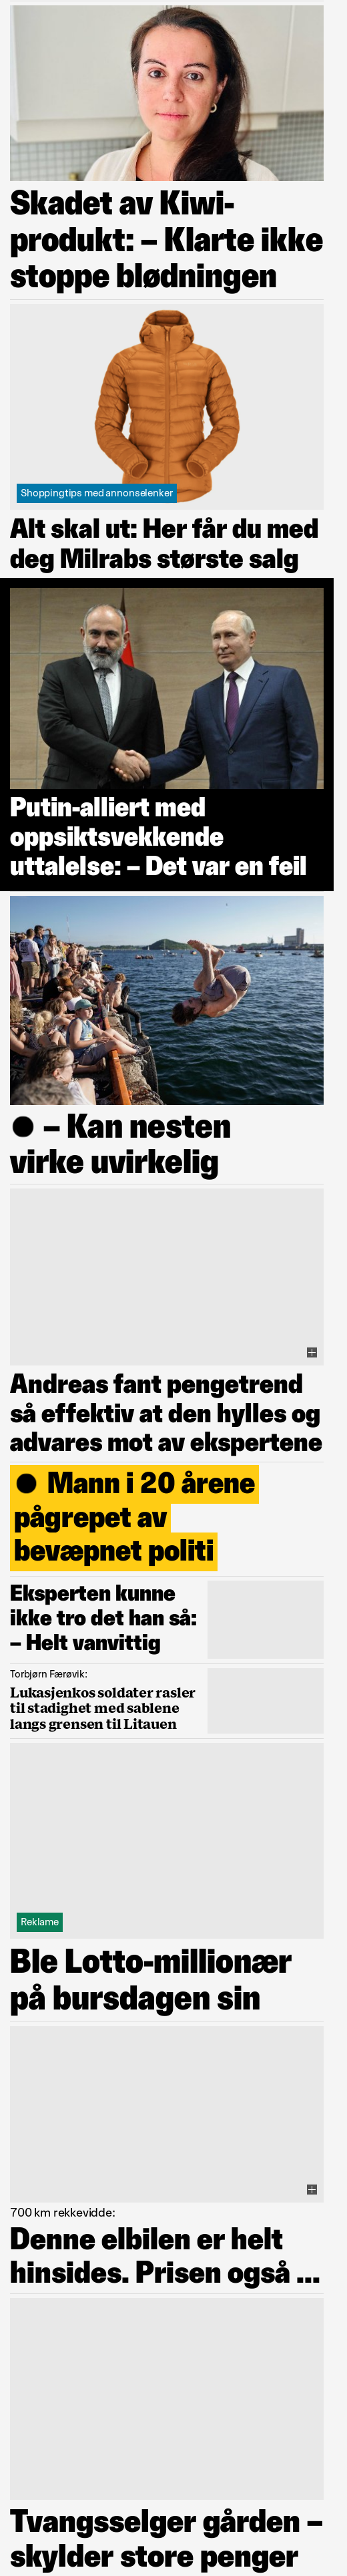 Skadet av Kiwi-
produkt: – Klarte ikke
stoppe blødningen
Shoppingtips med annonselenker
Alt skal ut: Her får du med
deg Milrabs største salg
Putin-alliert med
oppsiktsvekkende
uttalelse: – Det var en feil
● – Kan nesten
virke uvirkelig
Andreas fant pengetrend
så effektiv at den hylles og
advares mot av ekspertene
● Mann i 20 årene
pågrepet av
bevæpnet politi
Eksperten kunne
ikke tro det han så:
– Helt vanvittig
Torbjørn Færøvik:
Lukasjenkos soldater rasler
til stadighet med sablene
langs grensen til Litauen
Reklame
Ble Lotto-millionær
på bursdagen sin
700 km rekkevidde:
Denne elbilen er helt
hinsides. Prisen også ...
Tvangsselger gården –
skylder store penger